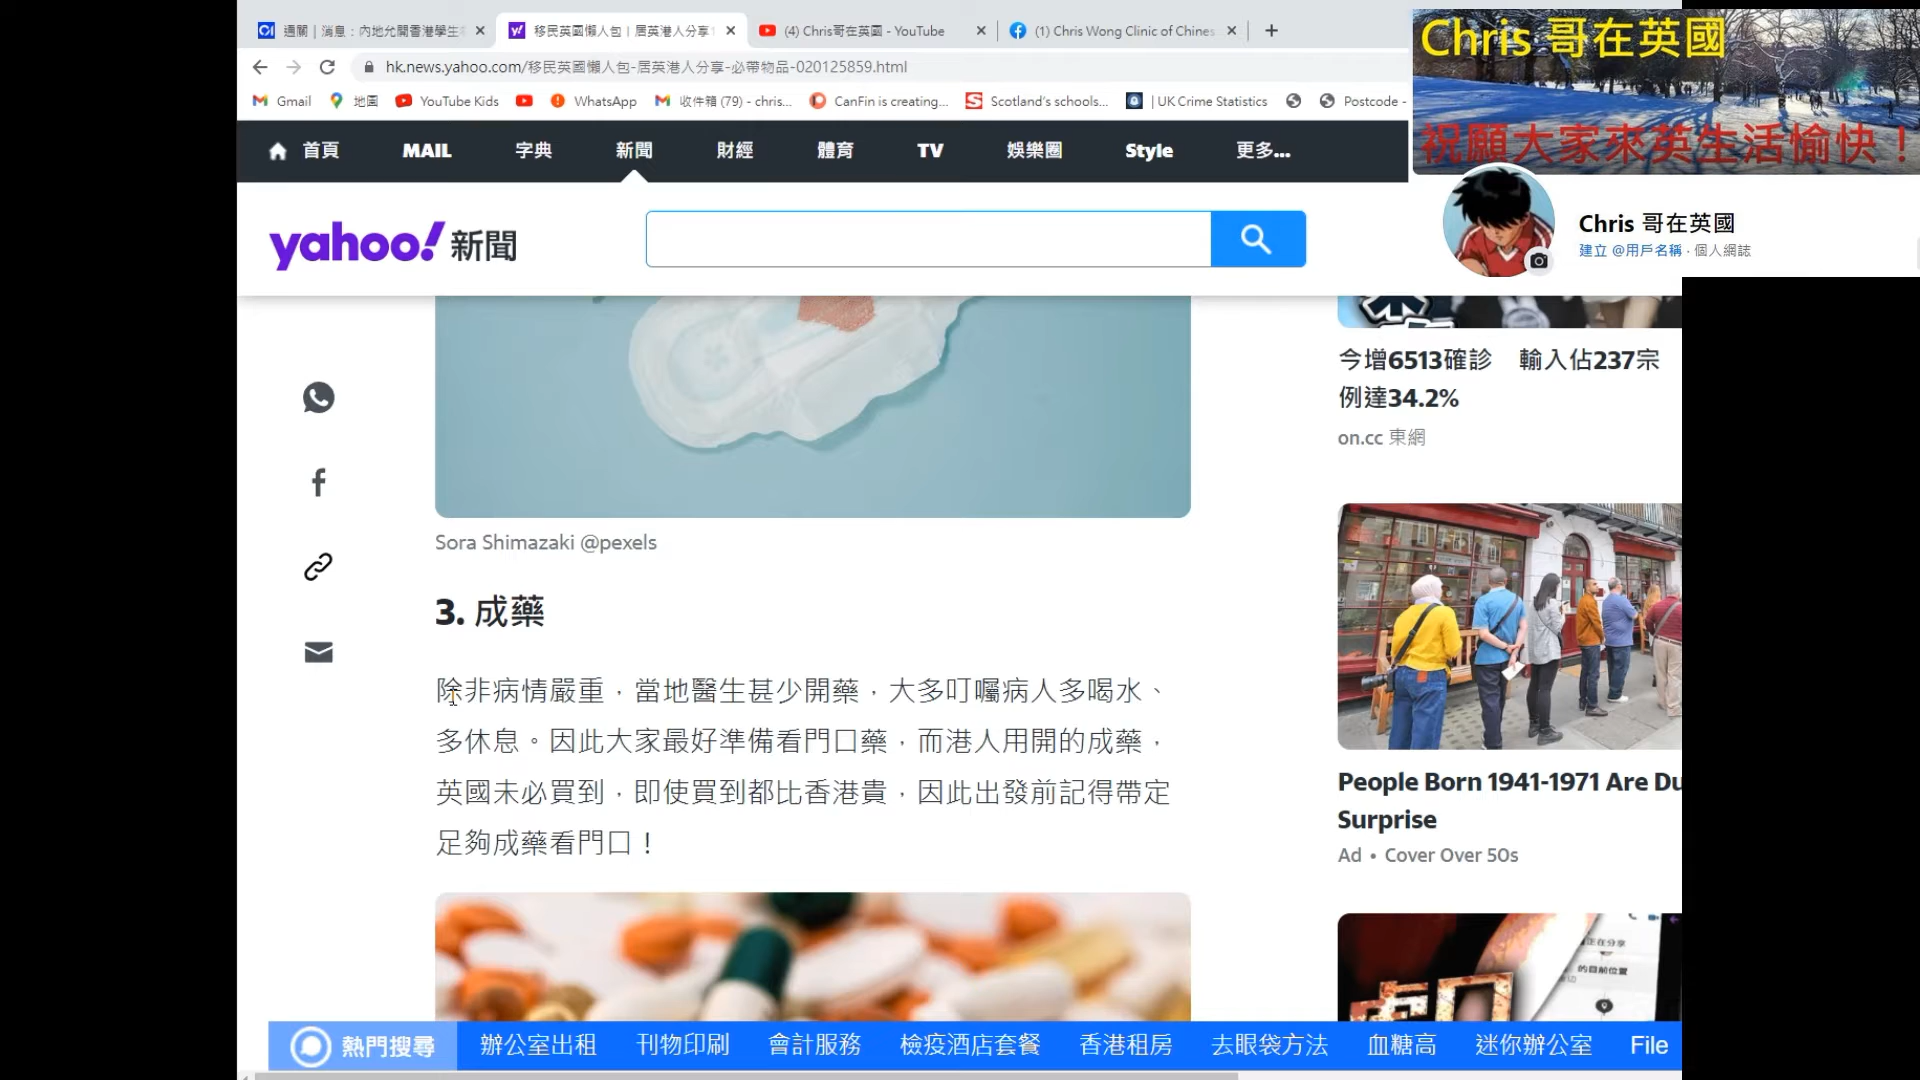 週關｜消息：內地允開香港學生
移民英國懶人包｜居英港人分享
(4) Chris哥在英國 - YouTube
(1) Chris Wong Clinic of Chines
hk.news.yahoo.com/移民英國懶人包-居英港人分享-必帶物品-020125859.html
Gmail
地圖
YouTube Kids
WhatsApp
收件箱 (79) - chris...
CanFin is creating...
Scotland's schools...
| UK Crime Statistics
Postcode -
Chris 哥在英國
祝願大家來英生活愉快！
首頁
MAIL
字典
新聞
財經
體育
TV
娛樂圈
Style
更多...
yahoo! 新聞
Chris 哥在英國
建立 @用戶名稱 · 個人網誌
今增6513確診　輸入佔237宗
例達34.2%
on.cc 東網
Sora Shimazaki @pexels
3. 成藥
除非病情嚴重，當地醫生甚少開藥，大多叮囑病人多喝水、
多休息。因此大家最好準備看門口藥，而港人用開的成藥，
英國未必買到，即使買到都比香港貴，因此出發前記得帶定
足夠成藥看門口！
People Born 1941-1971 Are Du
Surprise
Ad • Cover Over 50s
正在分享
的目前位置
熱門搜尋
辦公室出租
刊物印刷
會計服務
檢疫酒店套餐
香港租房
去眼袋方法
血糖高
迷你辦公室
File